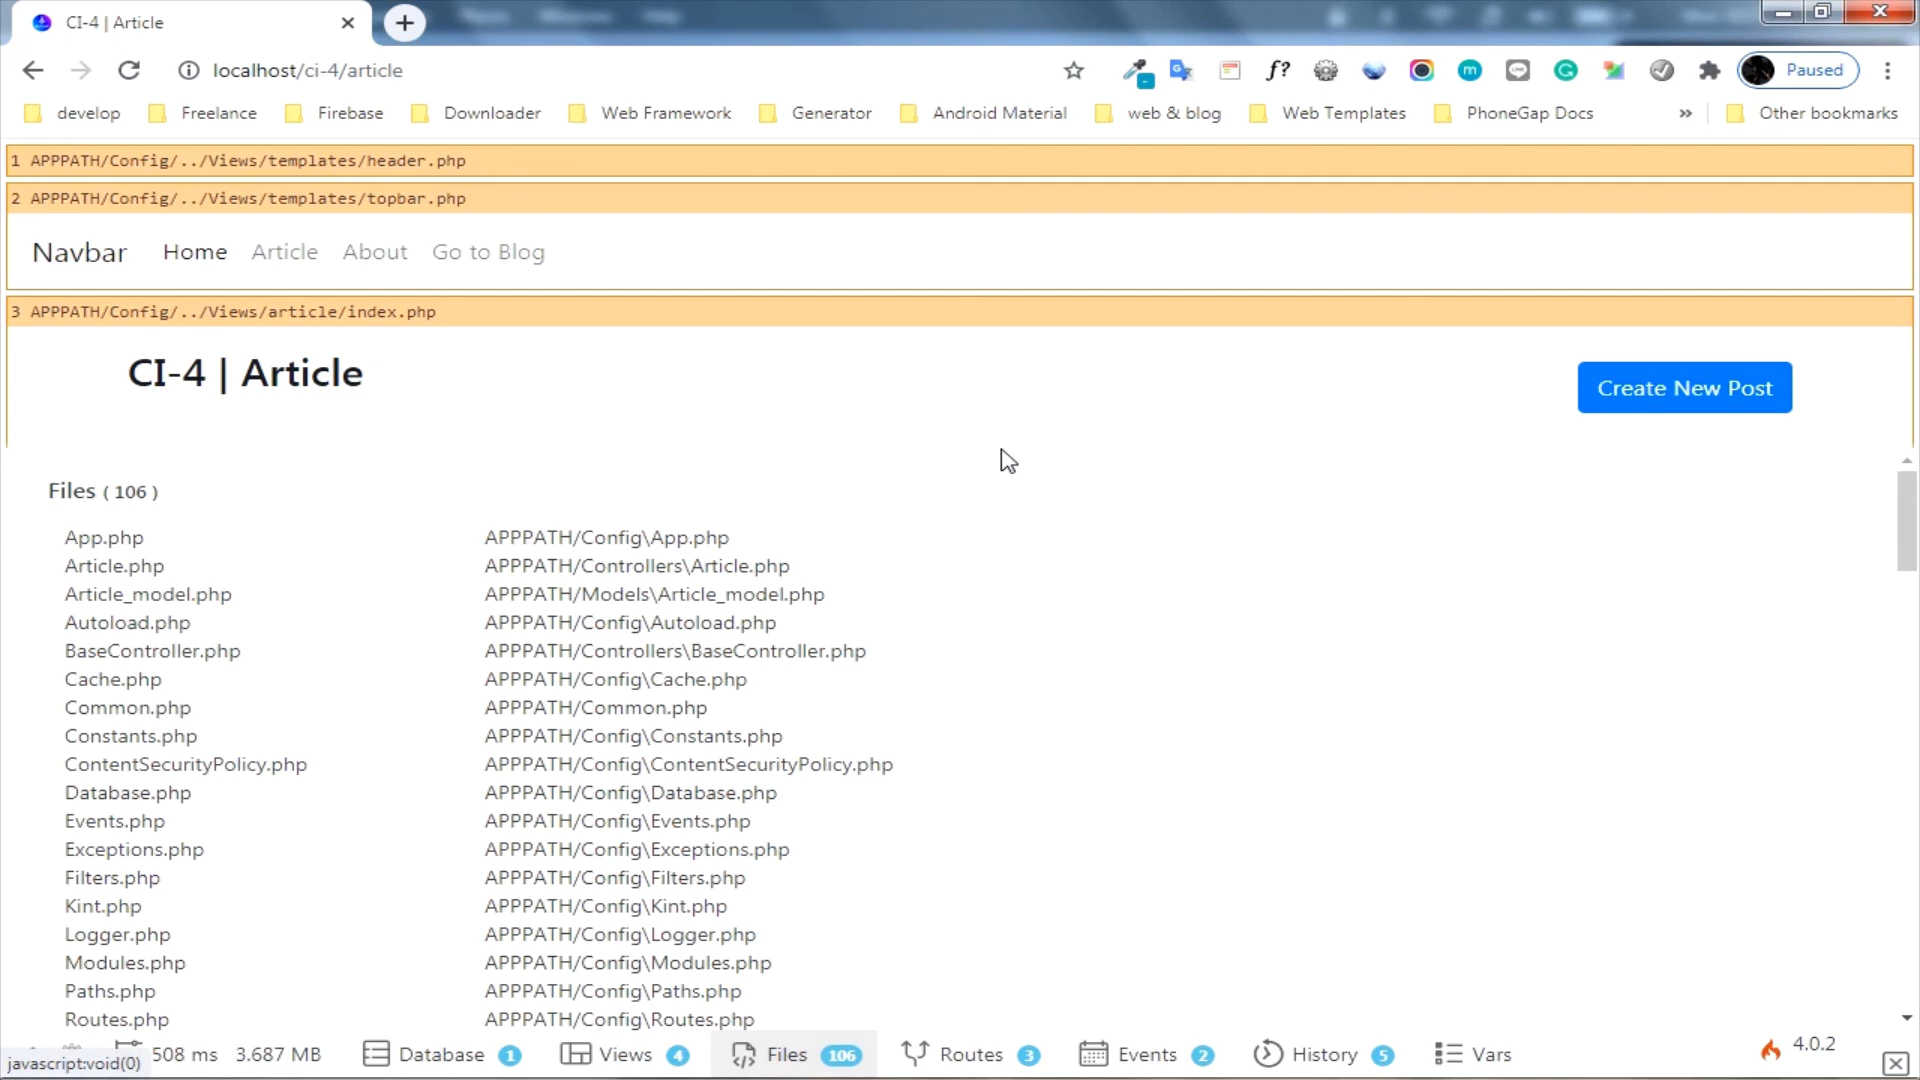 CI-4 | Article
localhost/ci-4/article
f?
m
G
Paused
develop
Freelance
Firebase
Downloader
Web Framework
Generator
Android Material
web & blog
Web Templates
PhoneGap Docs
»
Other bookmarks
1 APPPATH/Config/../Views/templates/header.php
2 APPPATH/Config/../Views/templates/topbar.php
Navbar Home Article About Go to Blog
3 APPPATH/Config/../Views/article/index.php
CI-4 | Article
Create New Post
Files ( 106 )
App.php APPPATH/Config\App.php
Article.php APPPATH/Controllers\Article.php
Article_model.php APPPATH/Models\Article_model.php
Autoload.php APPPATH/Config\Autoload.php
BaseController.php APPPATH/Controllers\BaseController.php
Cache.php APPPATH/Config\Cache.php
Common.php APPPATH/Common.php
Constants.php APPPATH/Config\Constants.php
ContentSecurityPolicy.php APPPATH/Config\ContentSecurityPolicy.php
Database.php APPPATH/Config\Database.php
Events.php APPPATH/Config\Events.php
Exceptions.php APPPATH/Config\Exceptions.php
Filters.php APPPATH/Config\Filters.php
Kint.php APPPATH/Config\Kint.php
Logger.php APPPATH/Config\Logger.php
Modules.php APPPATH/Config\Modules.php
Paths.php APPPATH/Config\Paths.php
Routes.php APPPATH/Config\Routes.php
508 ms 3.687 MB Database 1 Views 4 Files 106 Routes 3 Events 2 History 5 Vars 4.0.2
javascript:void(0)